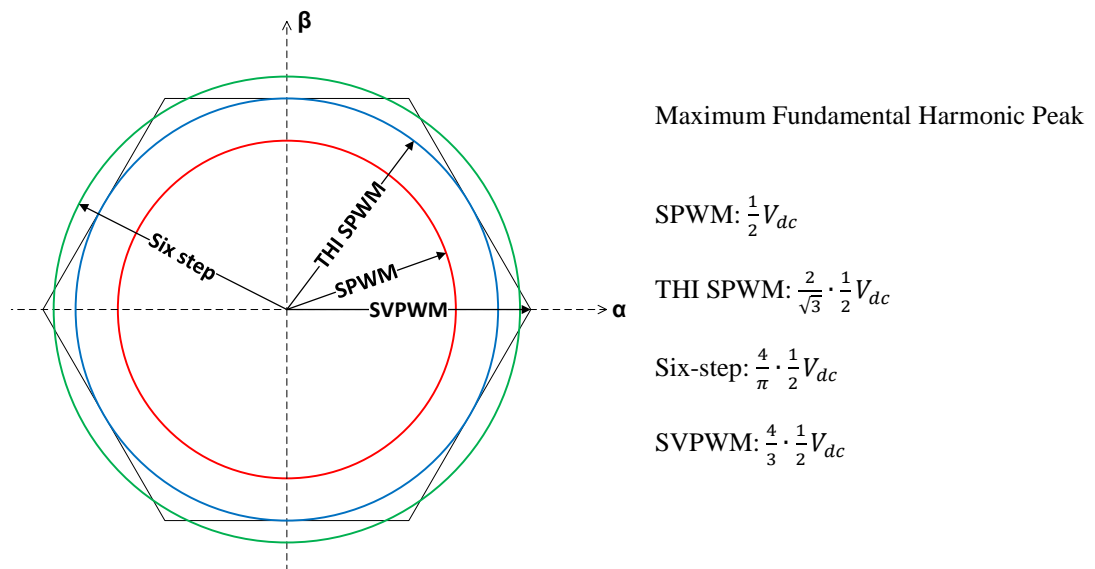 β
Six step
THI SPWM
SPWM
SVPWM
α
Maximum Fundamental Harmonic Peak
SPWM: 1/2 V_dc
THI SPWM: 2/√3 · 1/2 V_dc
Six-step: 4/π · 1/2 V_dc
SVPWM: 4/3 · 1/2 V_dc